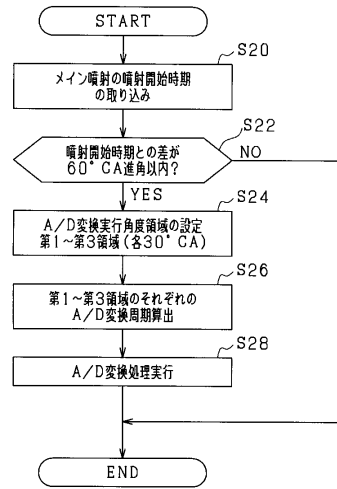 START
S20
メイン噴射の噴射開始時期
の取り込み
S22
噴射開始時期との差が
60°CA進角以内?
NO
YES
S24
A/D変換実行角度領域の設定
第1~第3領域(各30°CA)
S26
第1~第3領域のそれぞれの
A/D変換周期算出
S28
A/D変換処理実行
END